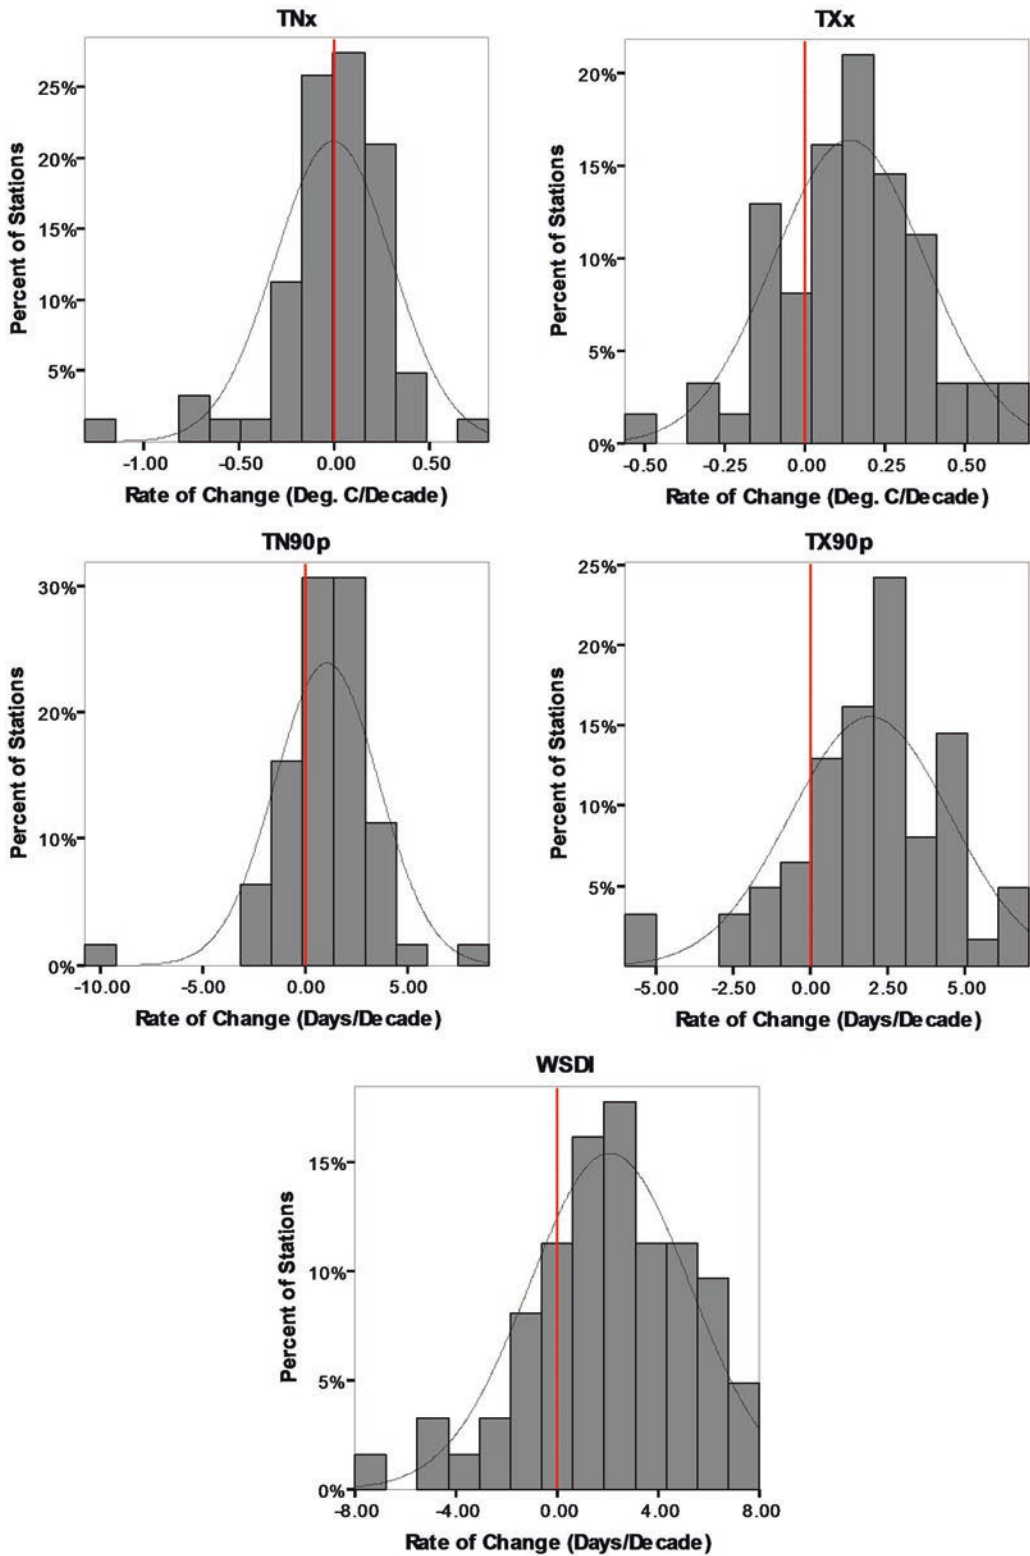 TNx
25%
20%
15%
10%
5%
Percent of Stations
-1.00 -0.50 0.00 0.50
Rate of Change (Deg. C/Decade)
TXx
20%
15%
10%
5%
0%
Percent of Stations
-0.50 -0.25 0.00 0.25 0.50
Rate of Change (Deg. C/Decade)
TN90p
30%
20%
10%
0%
Percent of Stations
-10.00 -5.00 0.00 5.00
Rate of Change (Days/Decade)
TX90p
25%
20%
15%
10%
5%
Percent of Stations
-5.00 -2.50 0.00 2.50 5.00
Rate of Change (Days/Decade)
WSDI
15%
10%
5%
0%
Percent of Stations
-8.00 -4.00 0.00 4.00 8.00
Rate of Change (Days/Decade)